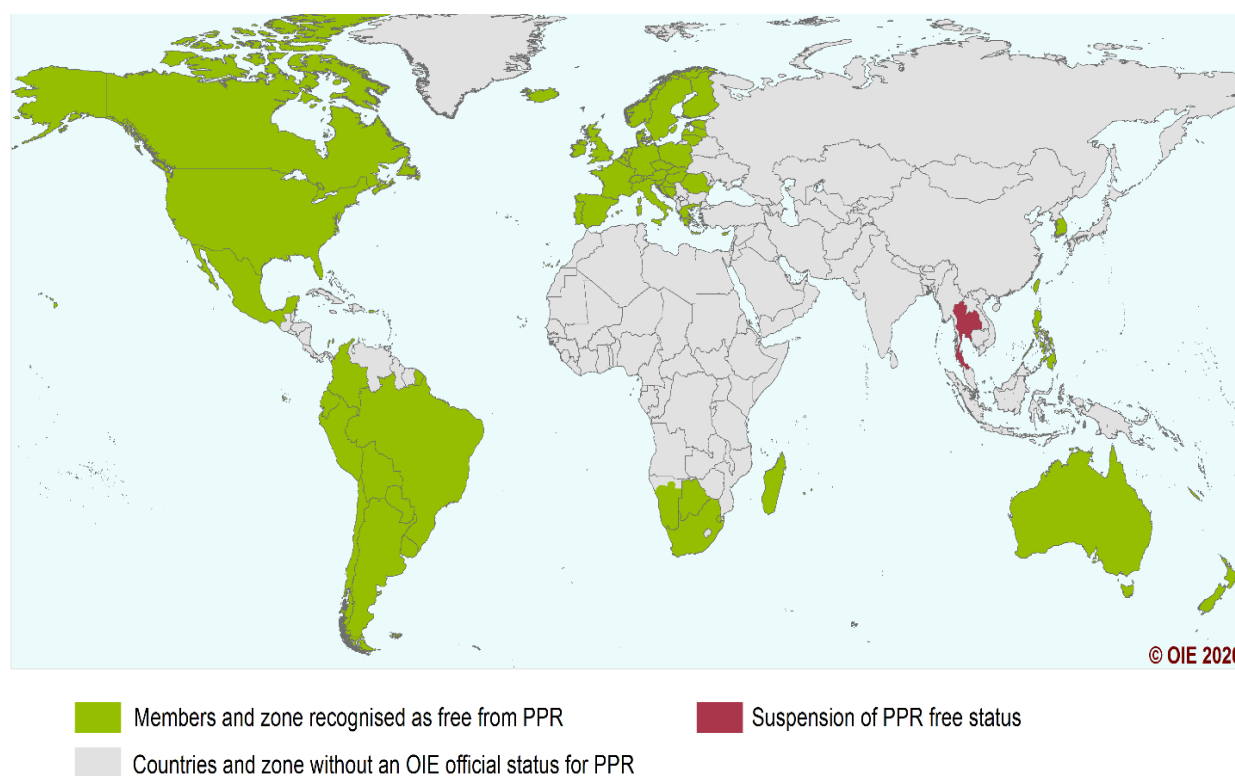 © OIE 2020
Members and zone recognised as free from PPR
Suspension of PPR free status
Countries and zone without an OIE official status for PPR